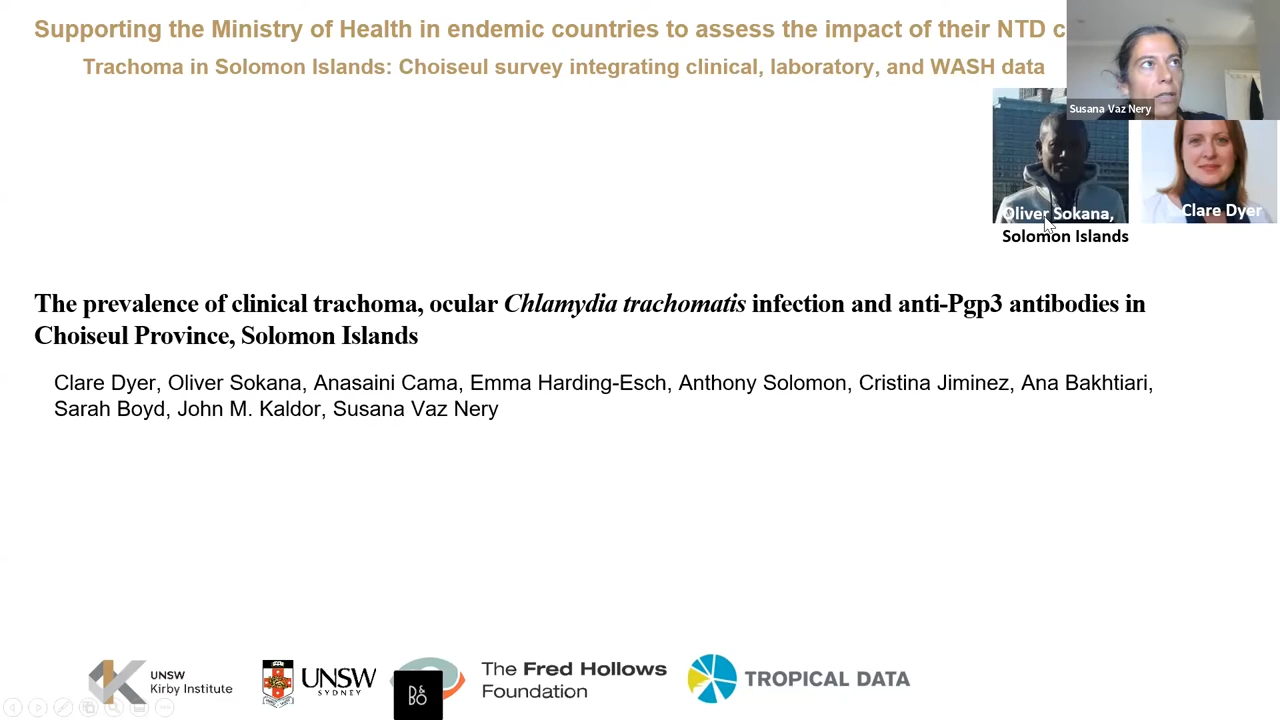 Supporting the Ministry of Health in endemic countries to assess the impact of their NTD c
Trachoma in Solomon Islands: Choiseul survey integrating clinical, laboratory, and WASH data
Susana Vaz Nery
Oliver Sokana,
Solomon Islands
Clare Dyer
The prevalence of clinical trachoma, ocular Chlamydia trachomatis infection and anti-Pgp3 antibodies in
Choiseul Province, Solomon Islands
Clare Dyer, Oliver Sokana, Anasaini Cama, Emma Harding-Esch, Anthony Solomon, Cristina Jiminez, Ana Bakhtiari,
Sarah Boyd, John M. Kaldor, Susana Vaz Nery
UNSW
Kirby Institute
UNSW
SYDNEY
B&O
The Fred Hollows
Foundation
TROPICAL DATA